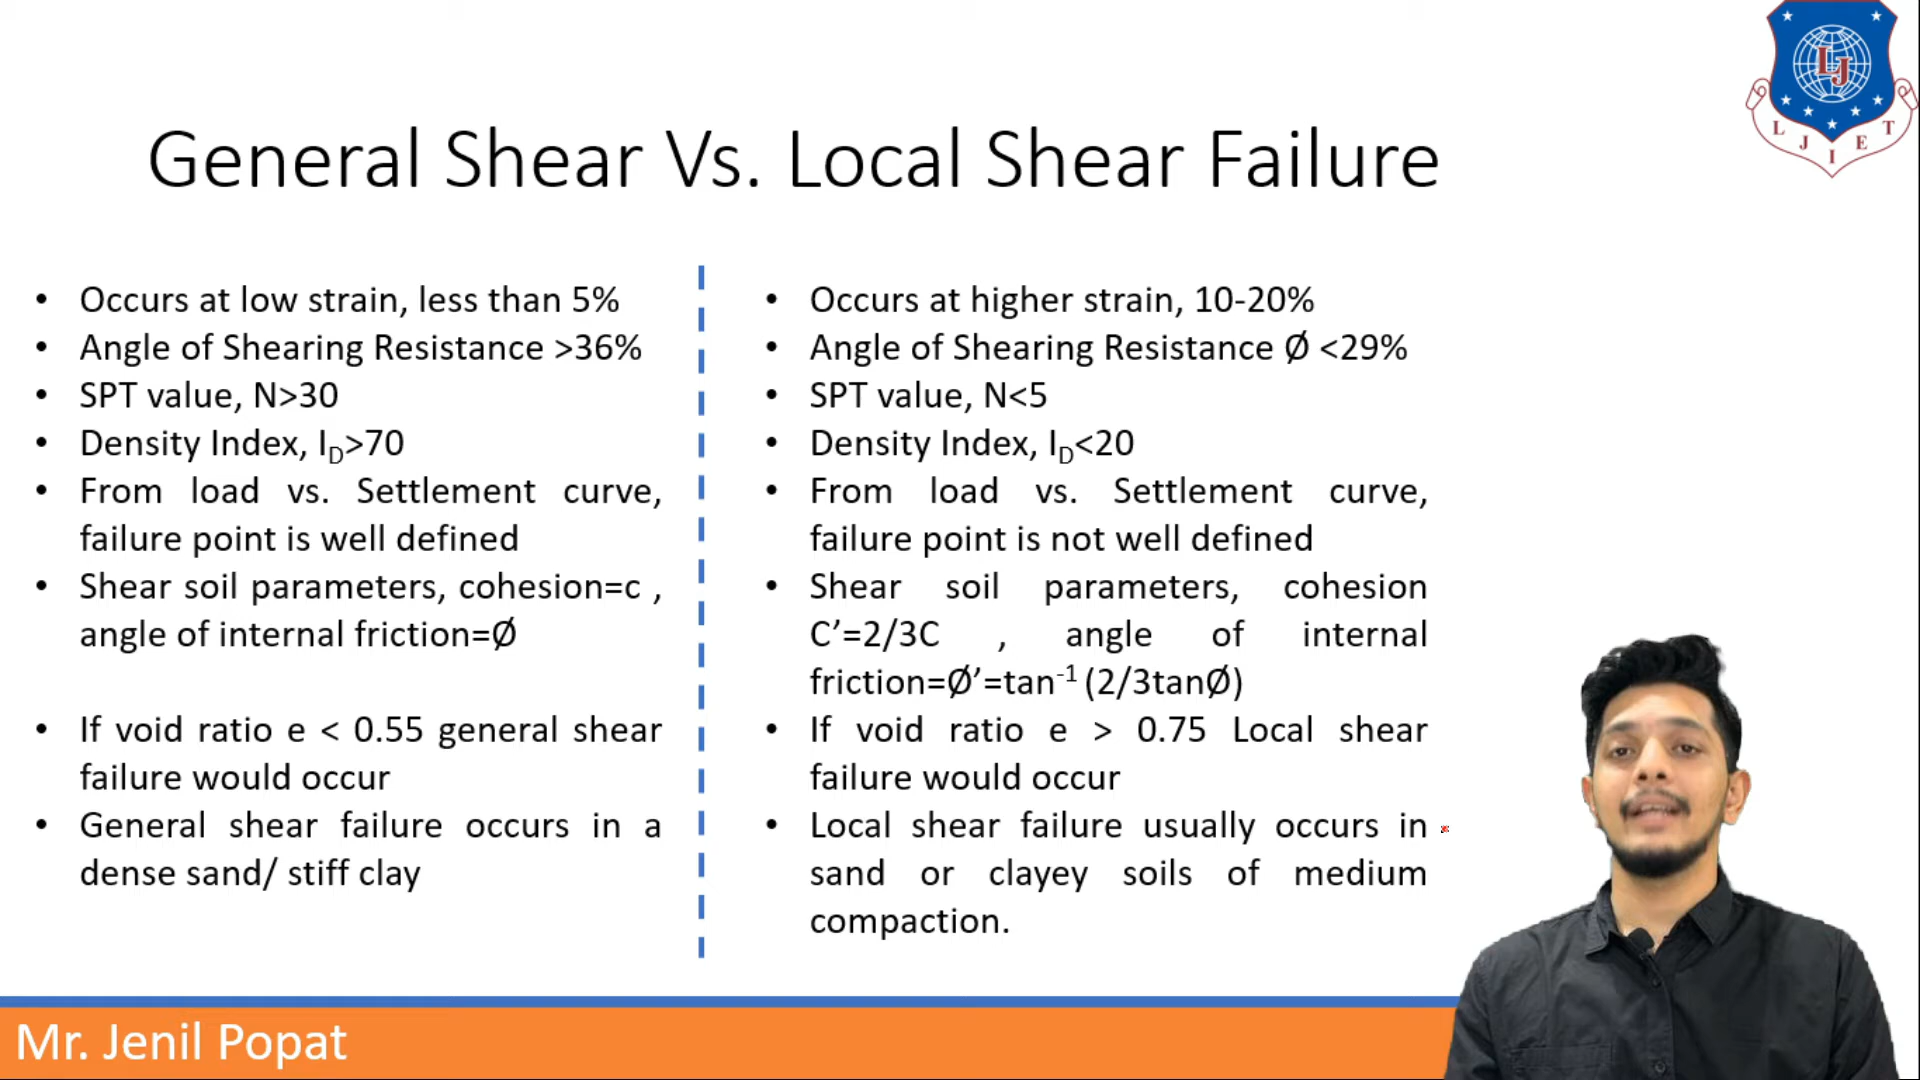 LJ
L J I E T
General Shear Vs. Local Shear Failure
• Occurs at low strain, less than 5%
• Angle of Shearing Resistance >36%
• SPT value, N>30
• Density Index, I_D>70
• From load vs. Settlement curve,
failure point is well defined
• Shear soil parameters, cohesion=c ,
angle of internal friction=Ø
• If void ratio e < 0.55 general shear
failure would occur
• General shear failure occurs in a
dense sand/ stiff clay
• Occurs at higher strain, 10-20%
• Angle of Shearing Resistance Ø <29%
• SPT value, N<5
• Density Index, I_D<20
• From load vs. Settlement curve,
failure point is not well defined
• Shear soil parameters, cohesion
C’=2/3C , angle of internal
friction=Ø’=tan⁻¹ (2/3tanØ)
• If void ratio e > 0.75 Local shear
failure would occur
• Local shear failure usually occurs in
sand or clayey soils of medium
compaction.
Mr. Jenil Popat